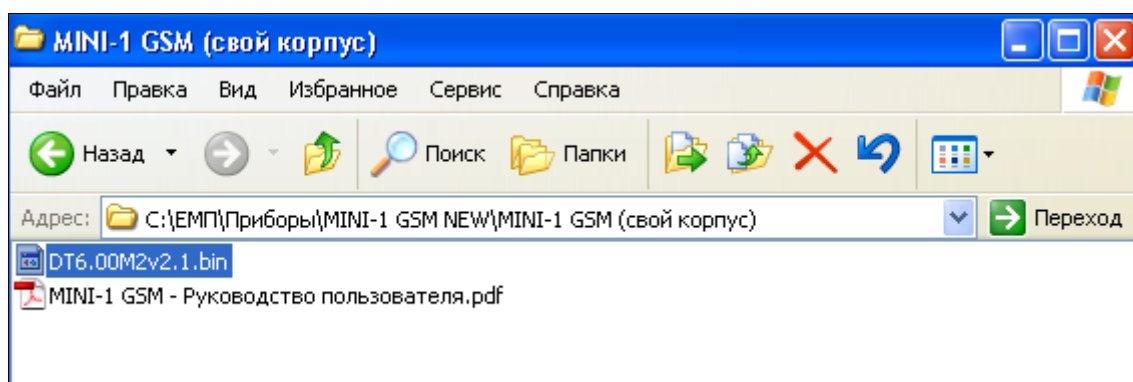 MINI-1 GSM (свой корпус)
Файл Правка Вид Избранное Сервис Справка
Назад Поиск Папки
Адрес: C:\ЕМП\Приборы\MINI-1 GSM NEW\MINI-1 GSM (свой корпус) Переход
DT6.00M2v2.1.bin
MINI-1 GSM - Руководство пользователя.pdf